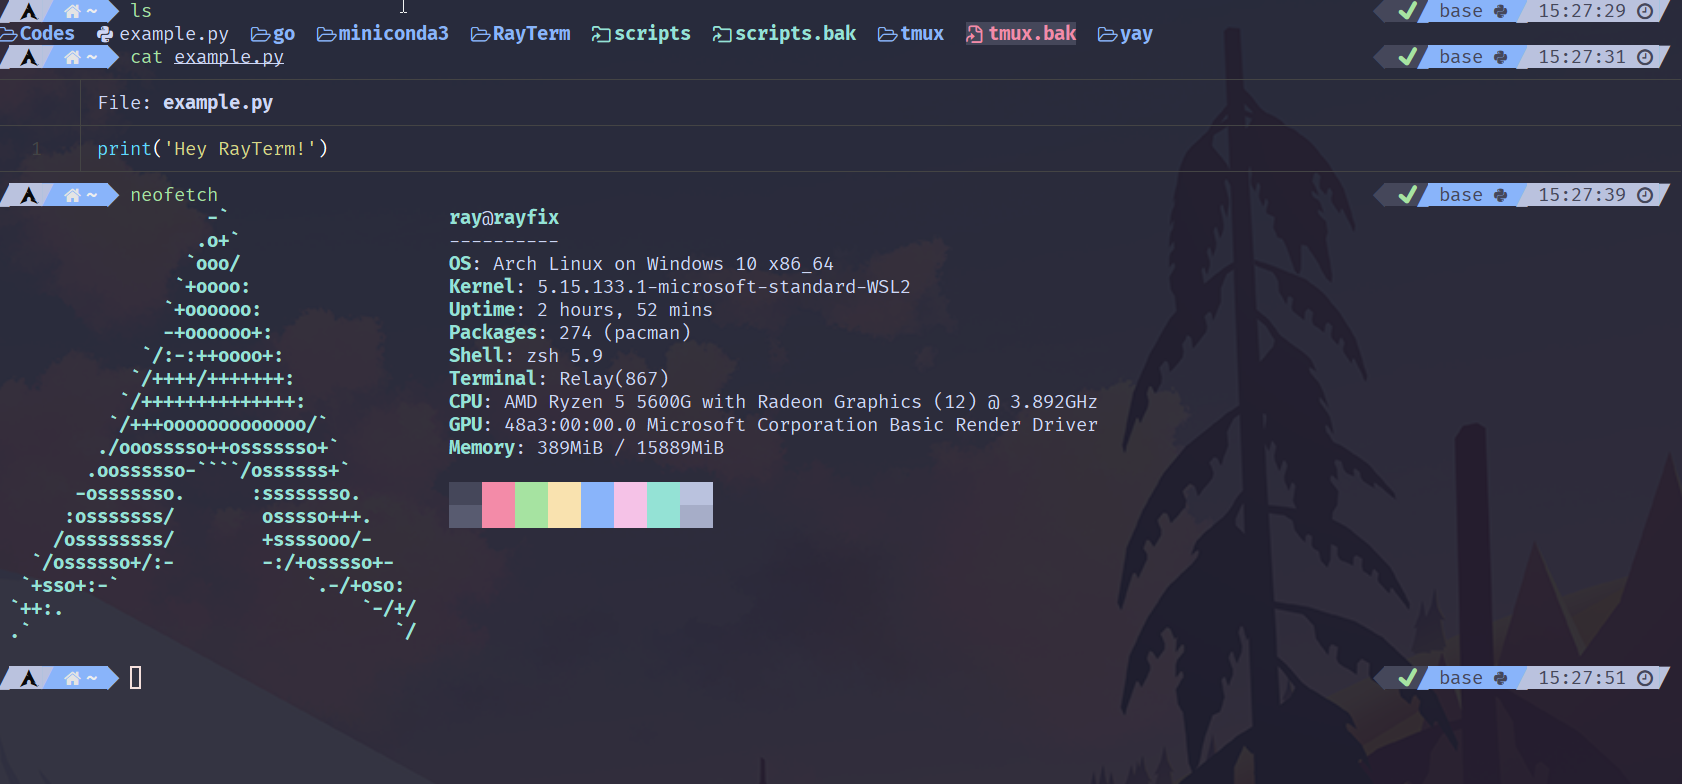 ~ ls base 15:27:29
Codes example.py go miniconda3 RayTerm scripts scripts.bak tmux tmux.bak yay
~ cat example.py base 15:27:31
File: example.py
1 print('Hey RayTerm!')
~ neofetch base 15:27:39
-` ray@rayfix
.o+` ----------
`ooo/ OS: Arch Linux on Windows 10 x86_64
`+oooo: Kernel: 5.15.133.1-microsoft-standard-WSL2
`+oooooo: Uptime: 2 hours, 52 mins
-+oooooo+: Packages: 274 (pacman)
`/:-:++oooo+: Shell: zsh 5.9
`/++++/+++++++: Terminal: Relay(867)
`/++++++++++++++: CPU: AMD Ryzen 5 5600G with Radeon Graphics (12) @ 3.892GHz
`/+++ooooooooooooo/` GPU: 48a3:00:00.0 Microsoft Corporation Basic Render Driver
./ooosssso++osssssso+` Memory: 389MiB / 15889MiB
.oossssso-````/ossssss+`
-osssssso. :ssssssso.
:osssssss/ osssso+++.
/ossssssss/ +ssssooo/-
`/ossssso+/:- -:/+osssso+-
`+sso+:-` `.-/+oso:
`++:. `-/+/
.` `/
~ base 15:27:51